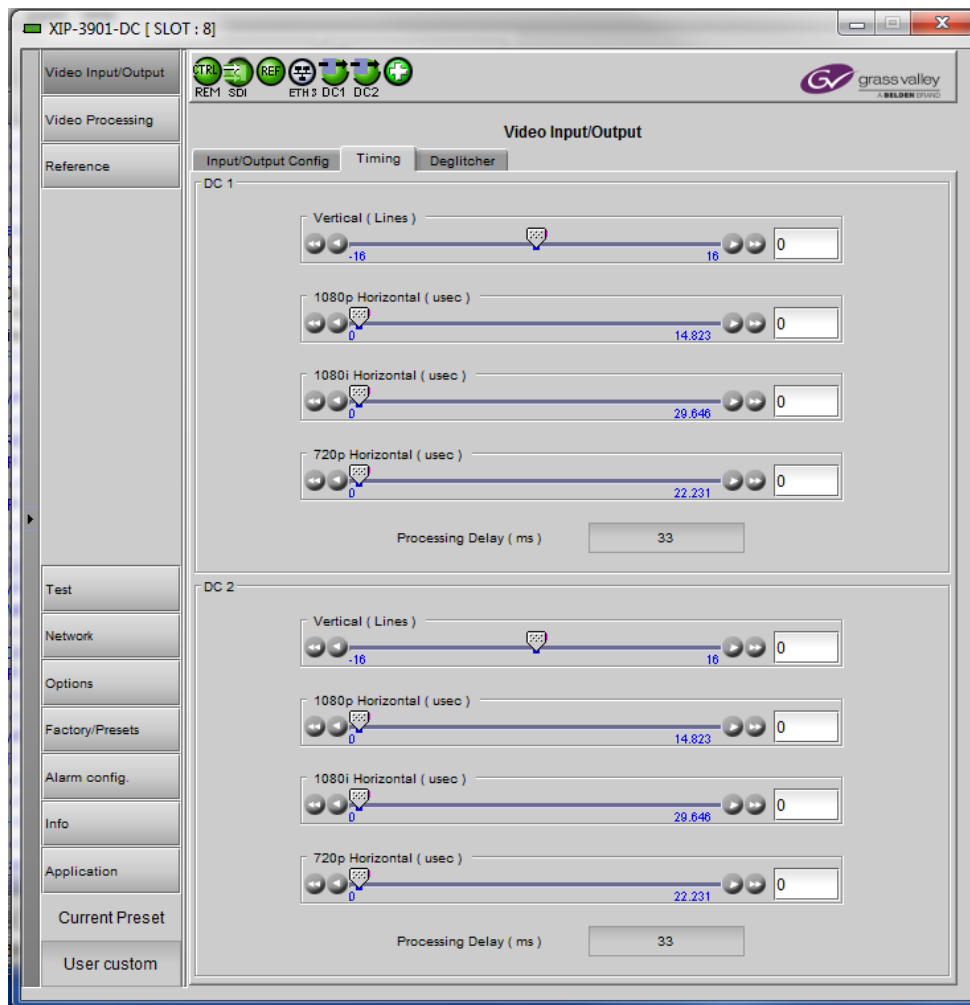 XIP-3901-DC [ SLOT : 8]
Video Input/Output
Video Processing
Reference
Test
Network
Options
Factory/Presets
Alarm config.
Info
Application
Current Preset
User custom
CTRL REF
REM SDI ETH 3 DC1 DC2
GV grass valley
A BELDEN BRAND
Video Input/Output
Input/Output Config Timing Deglitcher
DC 1
Vertical ( Lines )
-16 16 0
1080p Horizontal ( usec )
0 14.823 0
1080i Horizontal ( usec )
0 29.646 0
720p Horizontal ( usec )
0 22.231 0
Processing Delay ( ms ) 33
DC 2
Vertical ( Lines )
-16 16 0
1080p Horizontal ( usec )
0 14.823 0
1080i Horizontal ( usec )
0 29.646 0
720p Horizontal ( usec )
0 22.231 0
Processing Delay ( ms ) 33